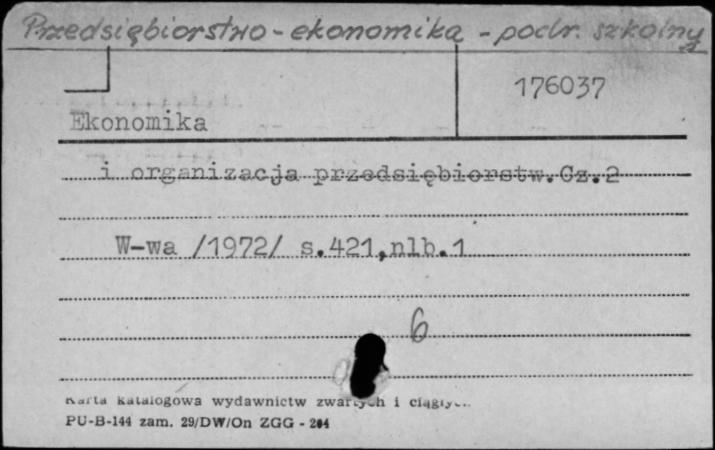 Przedsiębiorstwo - ekonomika - podr. szkolny
176037
Ekonomika
i organizacja przedsiębiorstw.Cz.2
W-wa /1972/ s.421,nlb.1
6
Karta katalogowa wydawnictw zwartych i ciągłych
PU-B-144 zam. 29/DW/On ZGG - 204